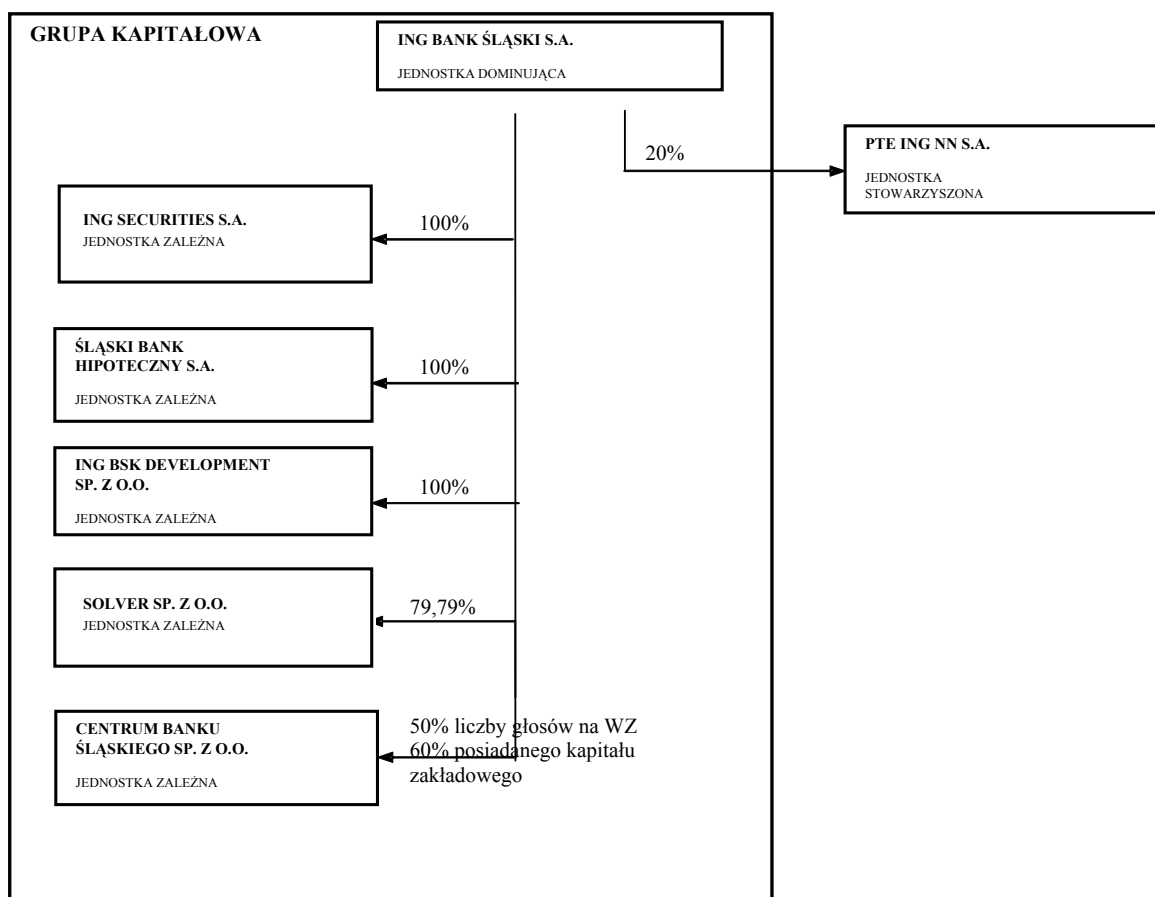 GRUPA KAPITAŁOWA
ING BANK ŚLĄSKI S.A.
JEDNOSTKA DOMINUJĄCA
20%
PTE ING NN S.A.
JEDNOSTKA
STOWARZYSZONA
ING SECURITIES S.A.
JEDNOSTKA ZALEŻNA
100%
ŚLĄSKI BANK
HIPOTECZNY S.A.
JEDNOSTKA ZALEŻNA
100%
ING BSK DEVELOPMENT
SP. Z O.O.
JEDNOSTKA ZALEŻNA
100%
SOLVER SP. Z O.O.
JEDNOSTKA ZALEŻNA
79,79%
CENTRUM BANKU
ŚLĄSKIEGO SP. Z O.O.
JEDNOSTKA ZALEŻNA
50% liczby głosów na WZ
60% posiadanego kapitału
zakładowego